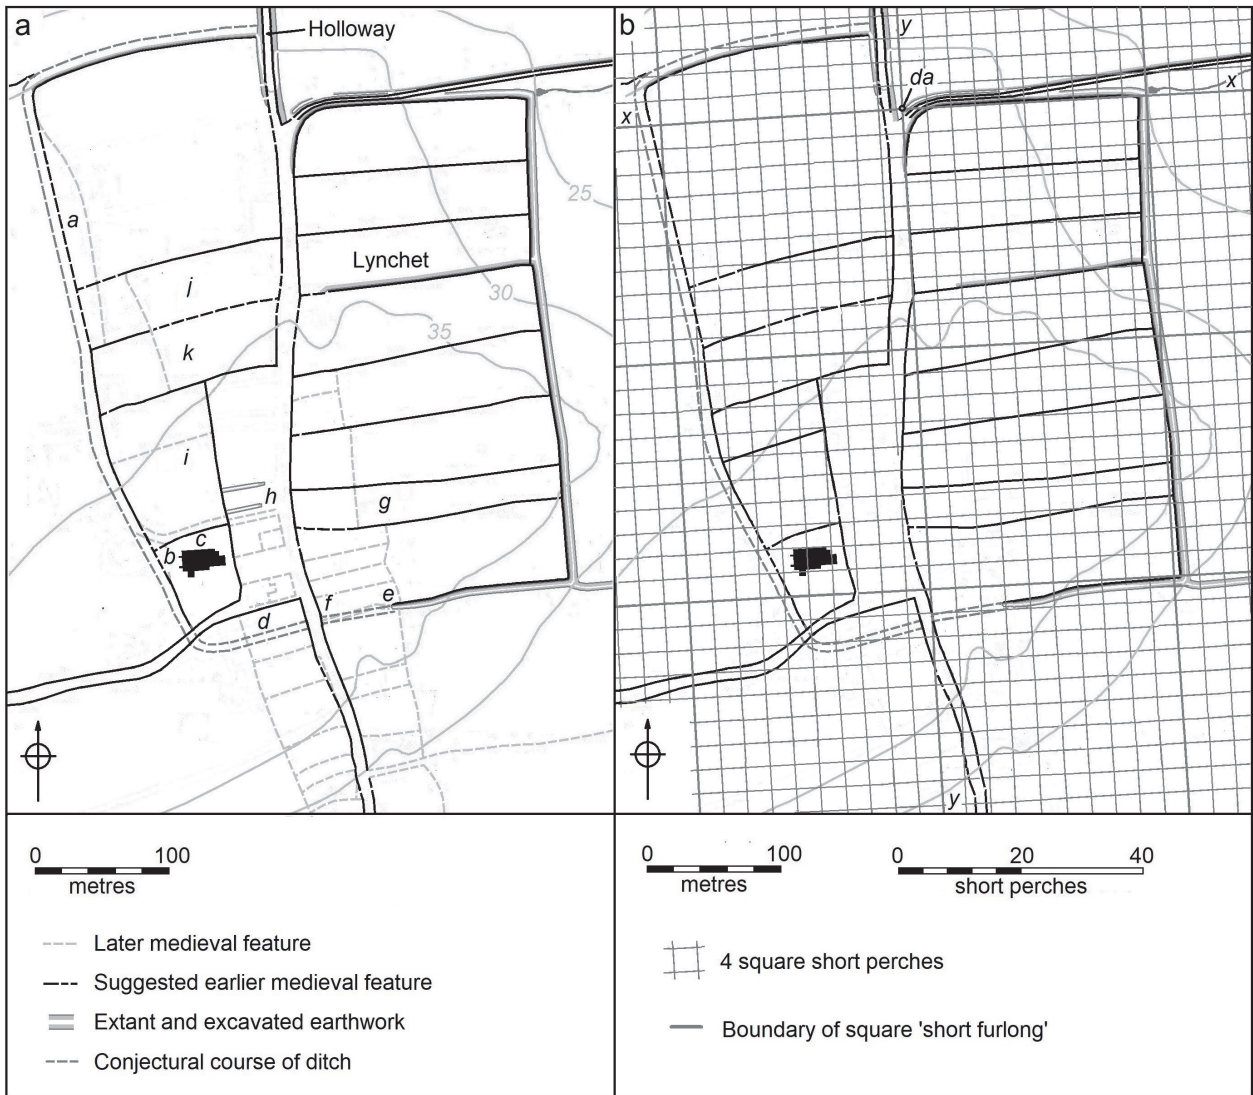 a
Holloway
a
25
j
Lynchet
30
35
k
i
h
g
c
b
e
f
d
0 100
metres
Later medieval feature
Suggested earlier medieval feature
Extant and excavated earthwork
Conjectural course of ditch
b
y
da
x
x
y
0 100
metres
0 20 40
short perches
4 square short perches
Boundary of square 'short furlong'